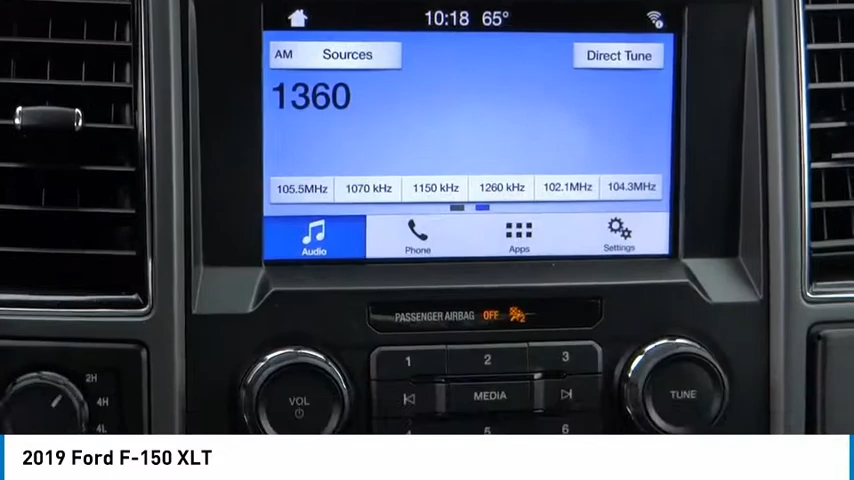 10:18 65°
AM Sources Direct Tune
1360
105.5MHz 1070 kHz 1150 kHz 1260 kHz 102.1MHz 104.3MHz
Audio Phone Apps Settings
PASSENGER AIRBAG OFF
1 2 3
2H
4H
4L
VOL MEDIA TUNE
4 5 6
2019 Ford F-150 XLT